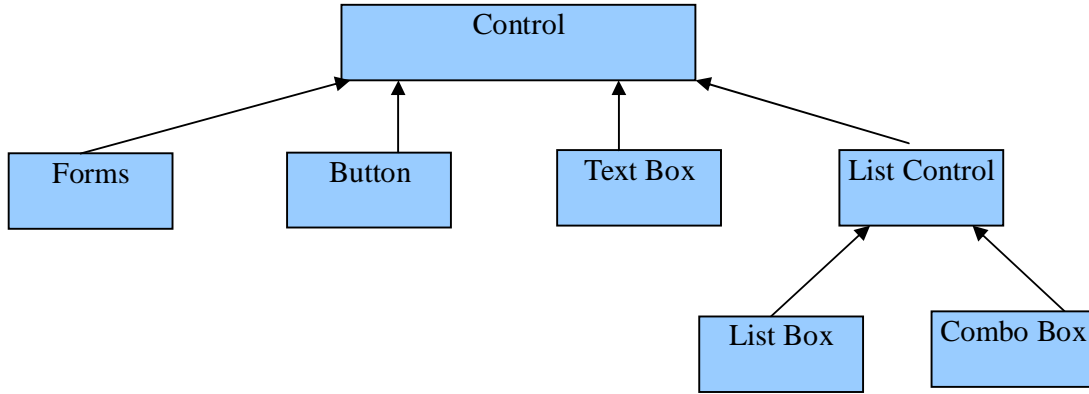 Control
Forms
Button
Text Box
List Control
List Box
Combo Box